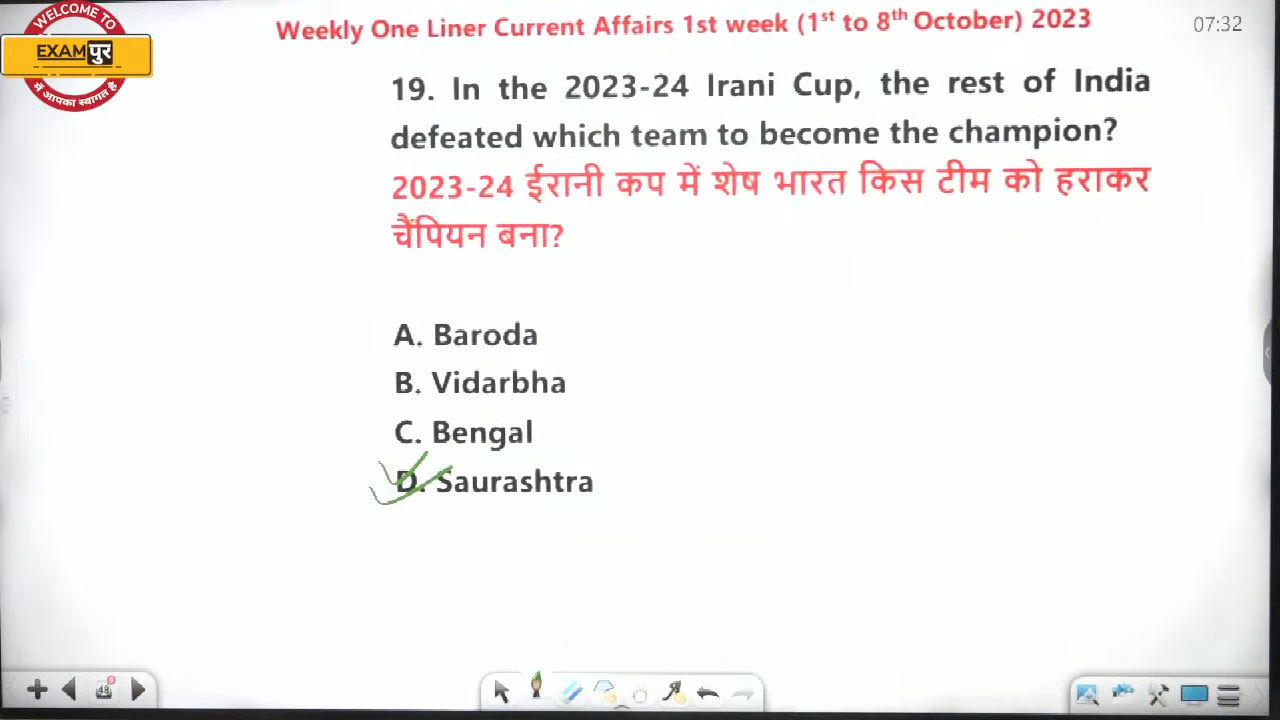 WELCOME TO
EXAMपुर
में आपका स्वागत है
Weekly One Liner Current Affairs 1st week (1st to 8th October) 2023
07:32
19. In the 2023-24 Irani Cup, the rest of India
defeated which team to become the champion?
2023-24 ईरानी कप में शेष भारत किस टीम को हराकर
चैंपियन बना?
A. Baroda
B. Vidarbha
C. Bengal
D. Saurashtra
48